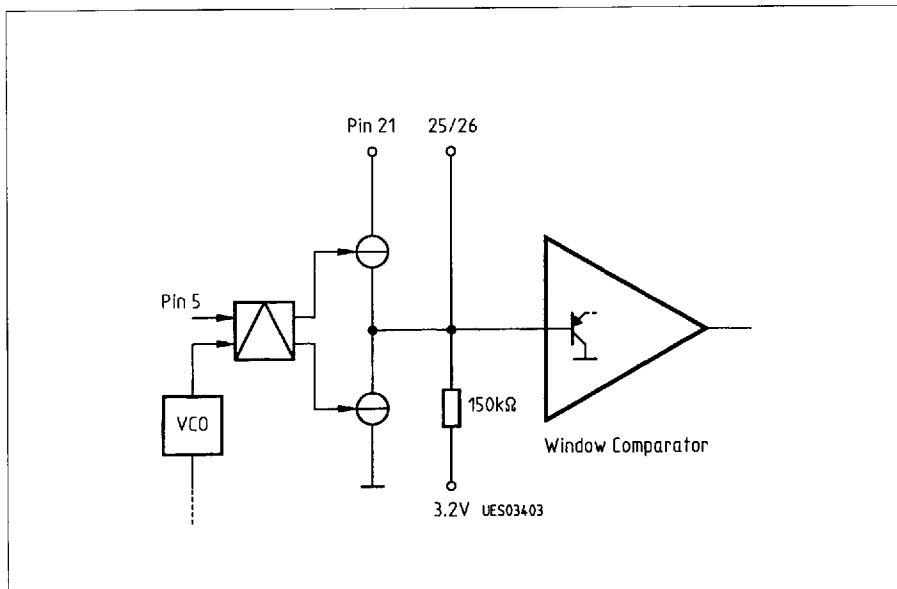 Pin 21 25/26
Pin 5
VCO
150kΩ
Window Comparator
3.2V UES03403